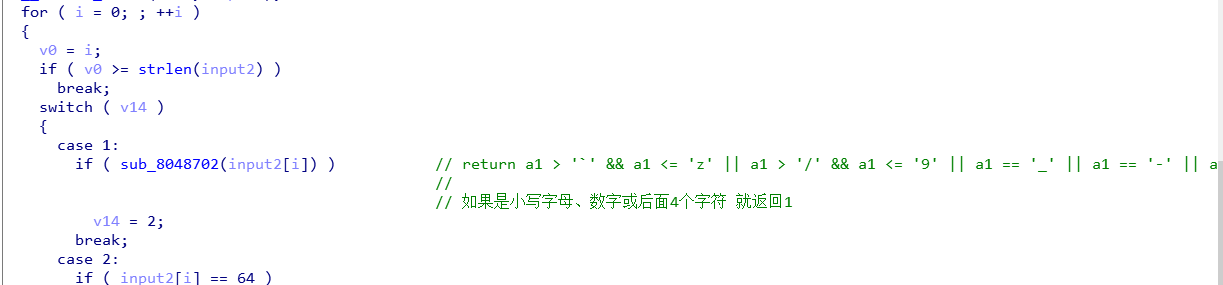 for ( i = 0; ; ++i )
{
v0 = i;
if ( v0 >= strlen(input2) )
break;
switch ( v14 )
{
case 1:
if ( sub_8048702(input2[i]) ) // return a1 > '`' && a1 <= 'z' || a1 > '/' && a1 <= '9' || a1 == '_' || a1 == '-' || a
//
// 如果是小写字母、数字或后面4个字符 就返回1
v14 = 2;
break;
case 2:
if ( input2[i] == 64 )